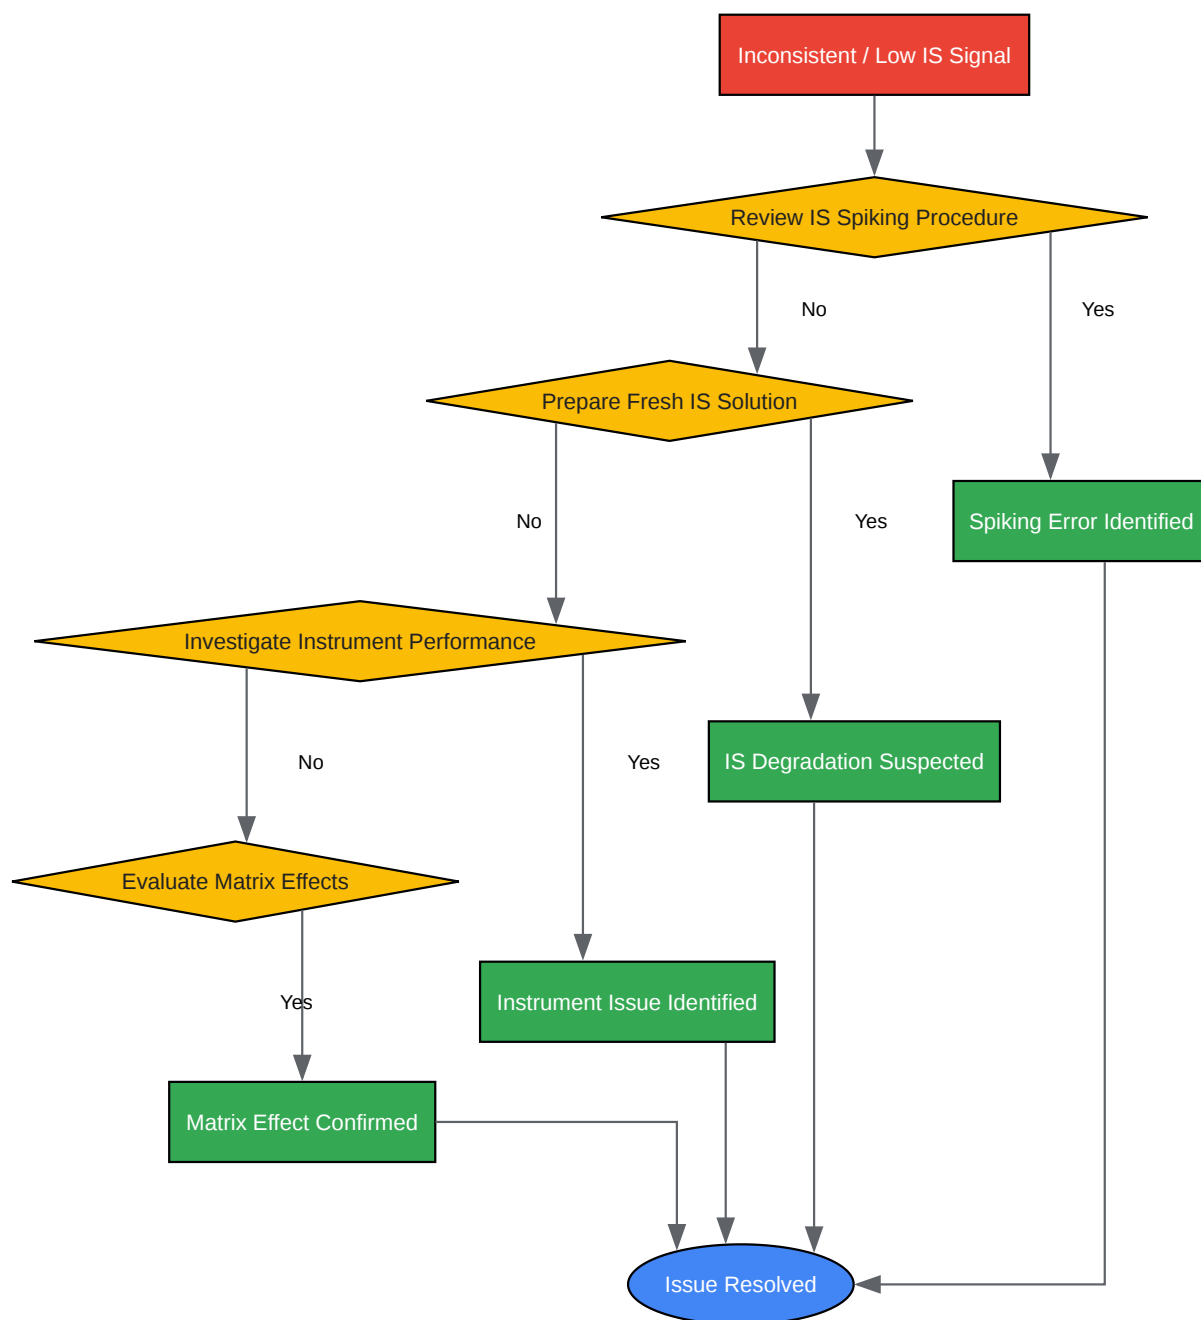 Inconsistent / Low IS Signal
Review IS Spiking Procedure
No
Yes
Prepare Fresh IS Solution
No
Yes
Spiking Error Identified
Investigate Instrument Performance
No
Yes
IS Degradation Suspected
Evaluate Matrix Effects
Yes
Instrument Issue Identified
Matrix Effect Confirmed
Issue Resolved